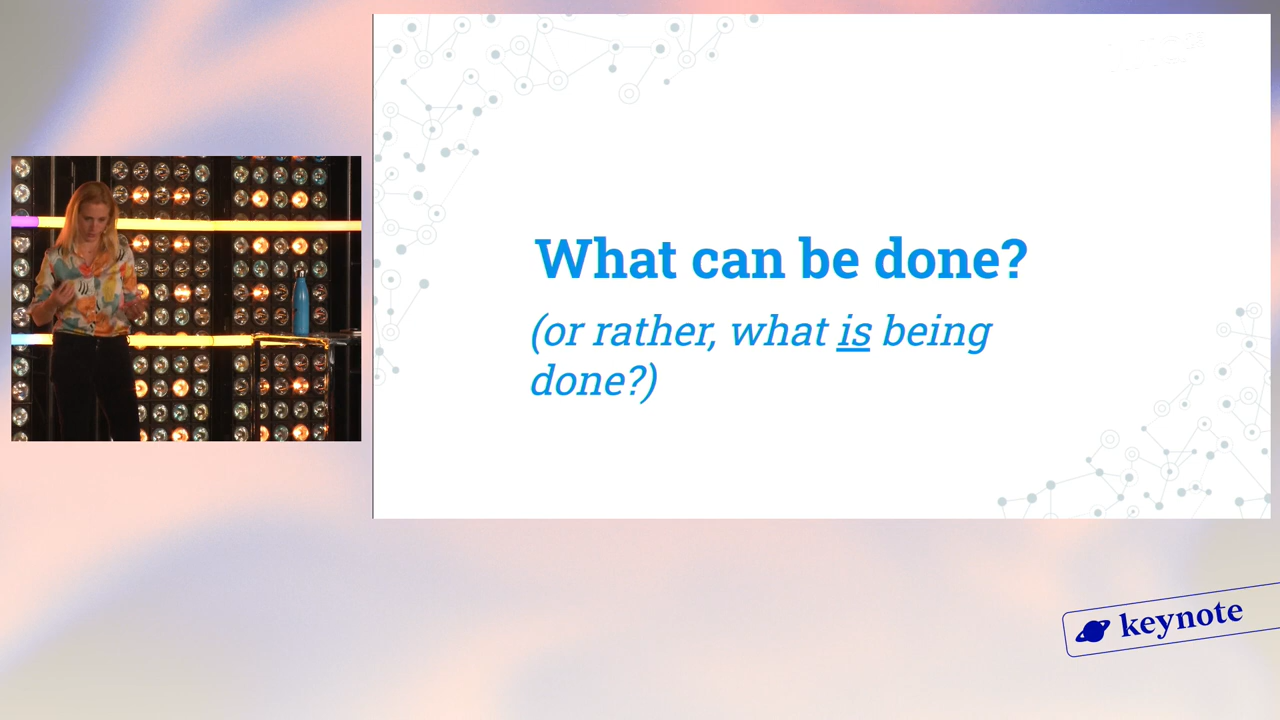 What can be done?
(or rather, what is being
done?)
keynote